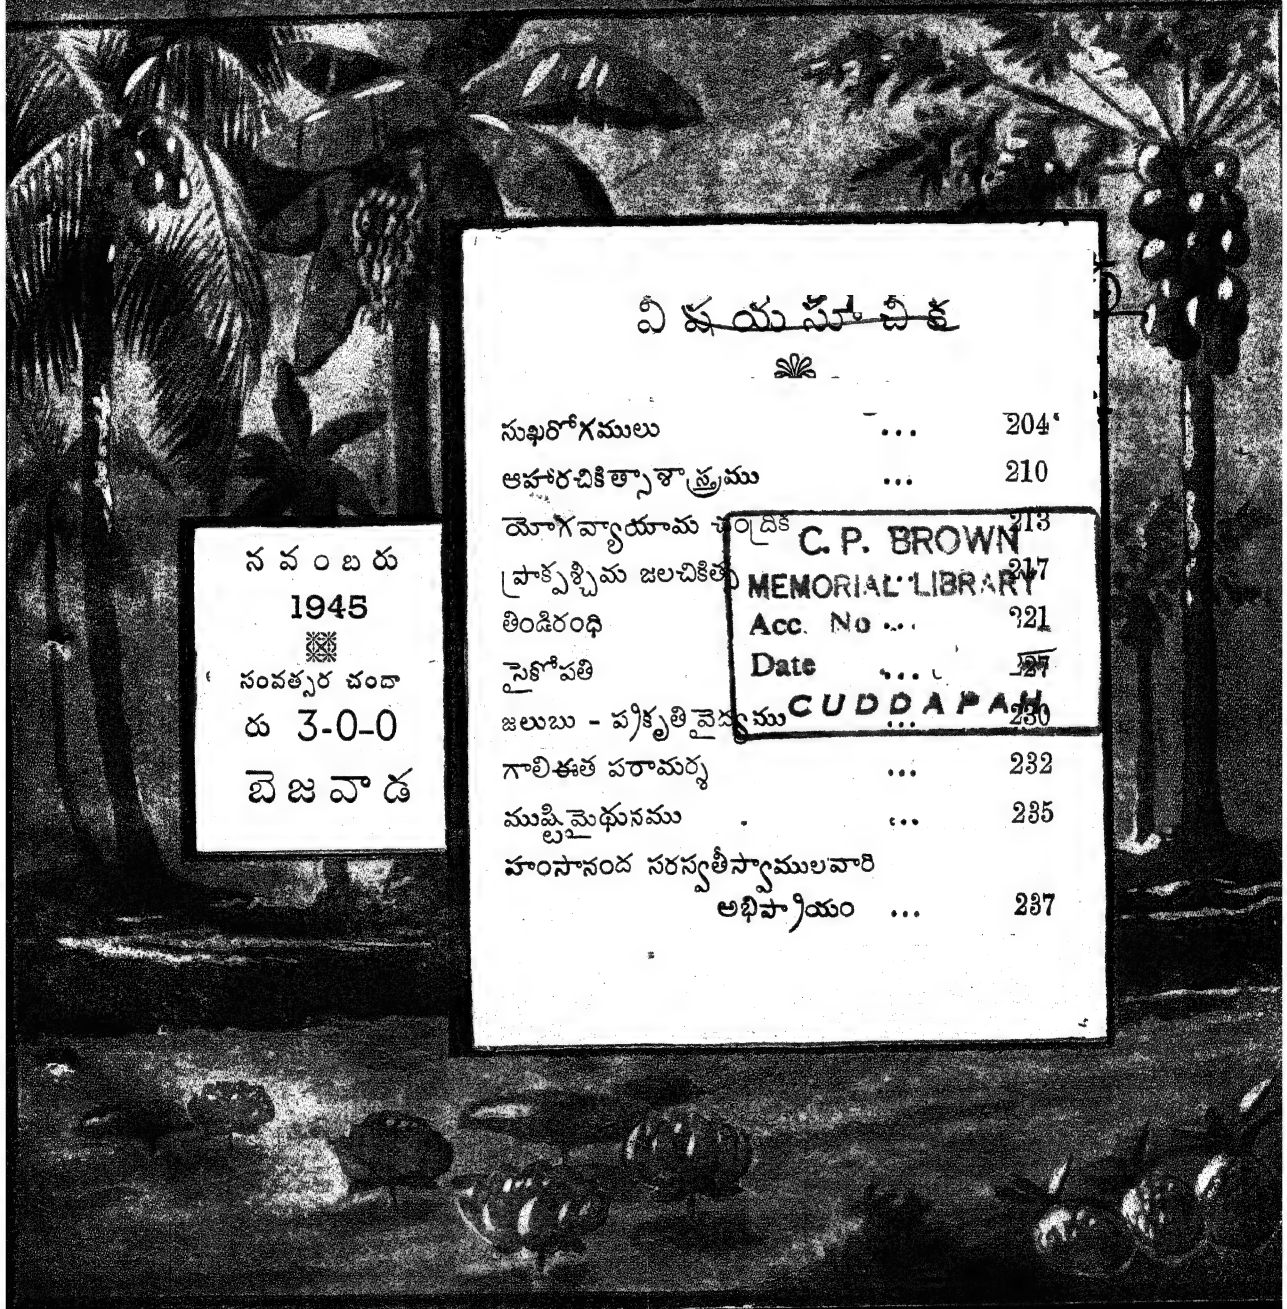 నవంబరు
1945
సంవత్సర చందా
రు 3-0-0
బెజవాడ
విషయసూచిక
సుఖరోగములు ... 204
ఆహారచికిత్సాశాస్త్రము ... 210
యోగవ్యాయామ చంద్రిక 213
ప్రాక్పశ్చిమ జలచికిత్స ... 217
తిండిరంధి ... 221
సైకోపతి ... 227
జలుబు - ప్రకృతివైద్యము ... 230
గాలిఈత పరామర్శ ... 232
ముష్టిమైథునము ... 235
హంసానంద సరస్వతీస్వాములవారి
అభిప్రాయం ... 237
C. P. BROWN
MEMORIAL LIBRARY
Acc. No
Date
CUDDAPAH